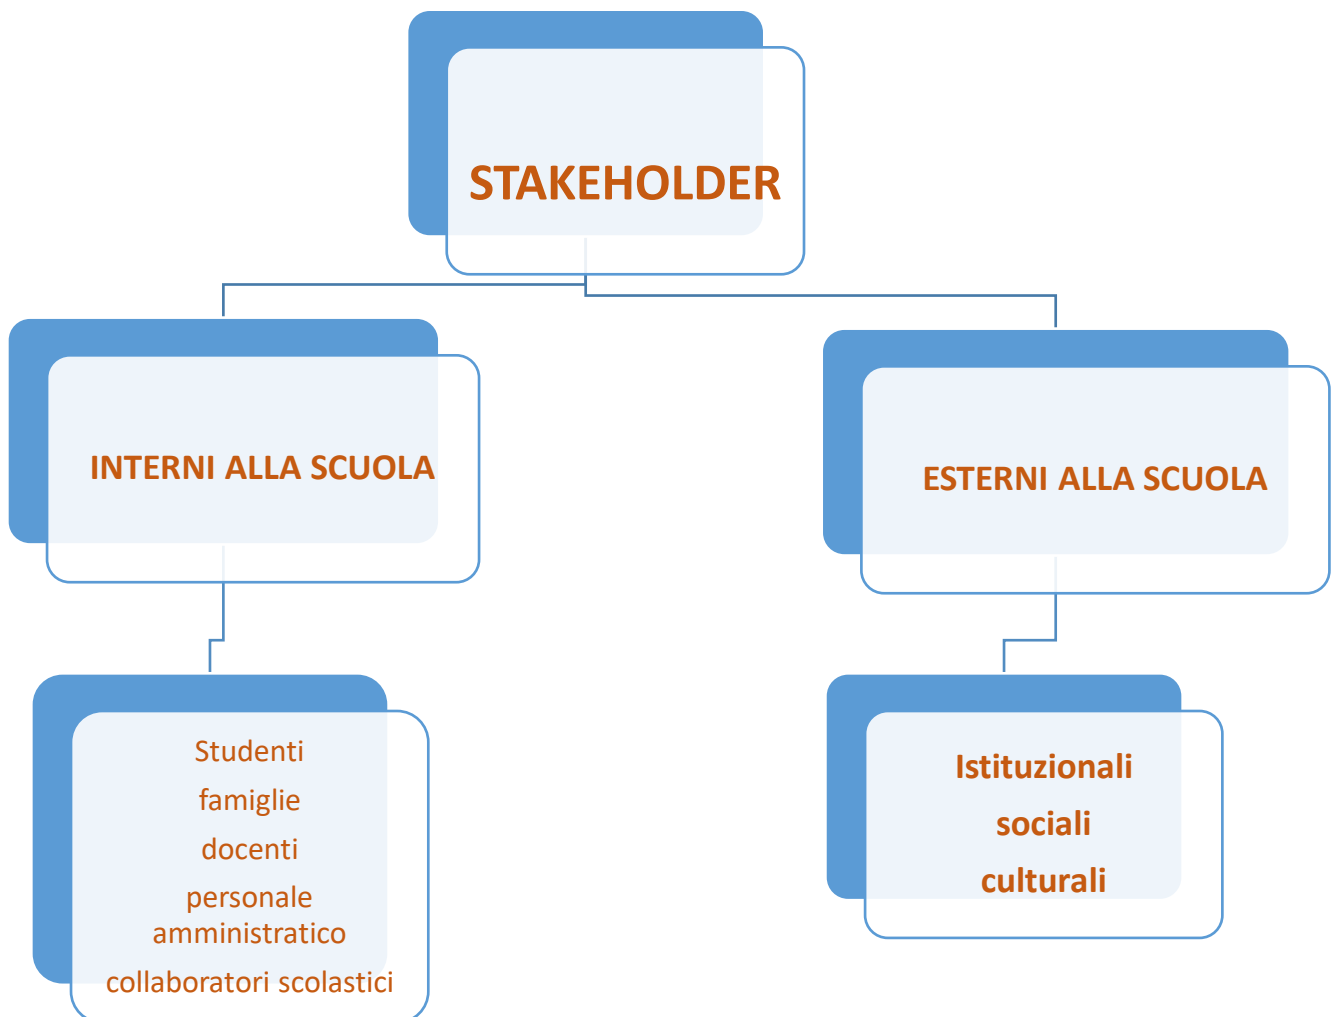 STAKEHOLDER
INTERNI ALLA SCUOLA
ESTERNI ALLA SCUOLA
Studenti
famiglie
docenti
personale
amministratico
collaboratori scolastici
Istituzionali
sociali
culturali